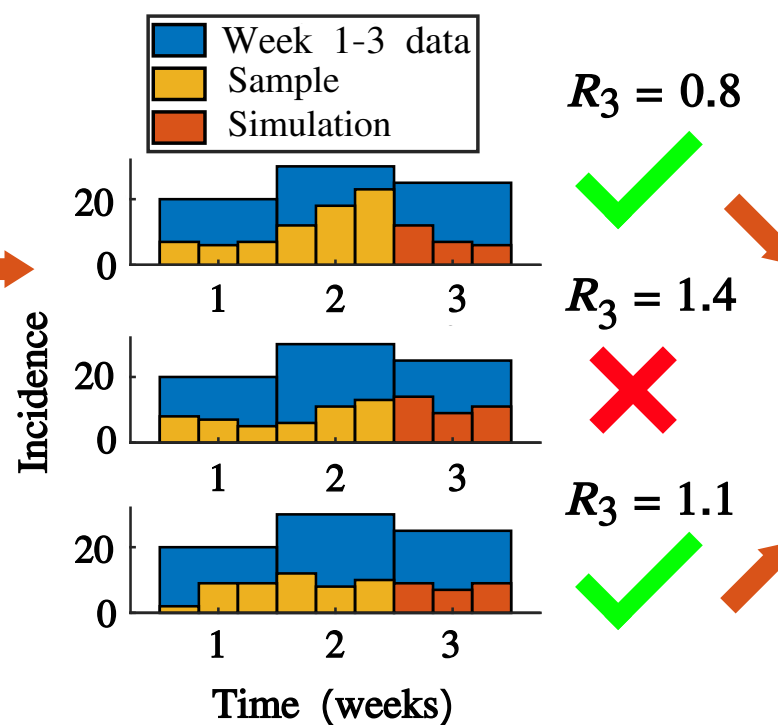 Week 1-3 data
Sample
Simulation
R3 = 0.8
20
0
1 2 3
R3 = 1.4
20
0
1 2 3
Incidence
R3 = 1.1
20
0
1 2 3
Time (weeks)